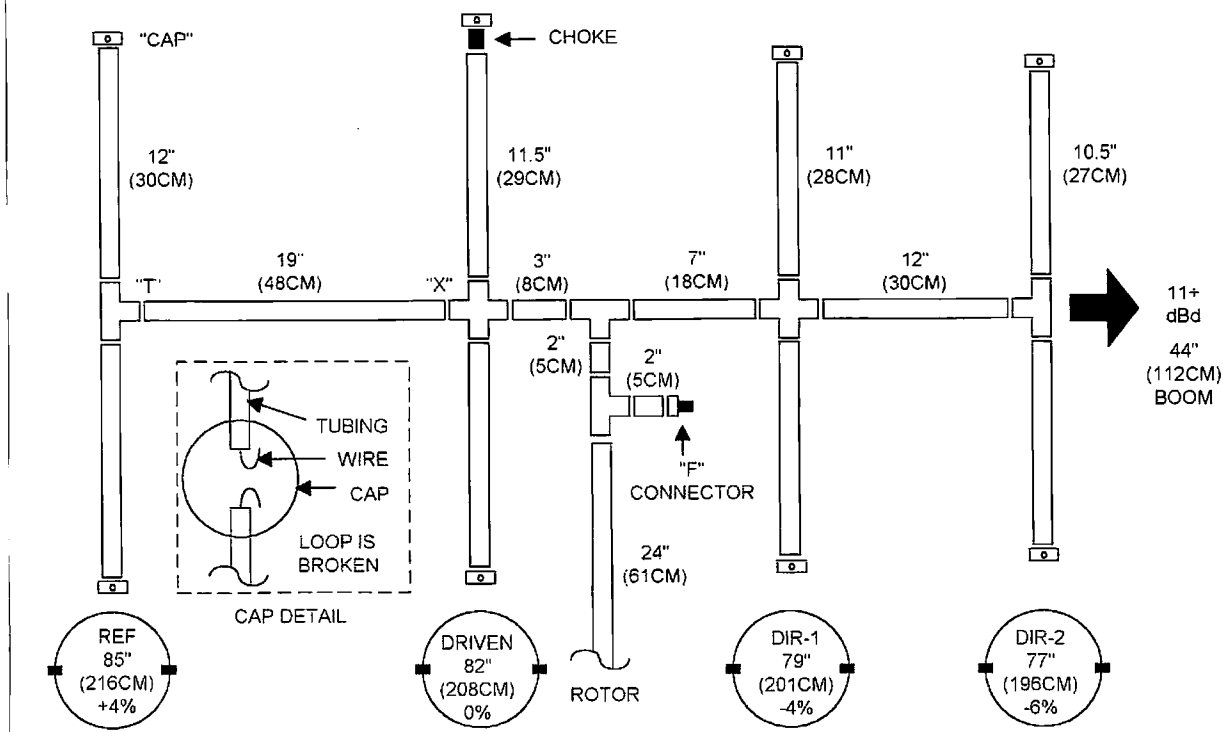 "CAP"
CHOKE
12"
(30CM)
11.5"
(29CM)
11"
(28CM)
10.5"
(27CM)
"T'
19"
(48CM)
"X"
3"
(8CM)
7"
(18CM)
12"
(30CM)
11+
dBd
44"
(112CM)
BOOM
2"
(5CM)
2"
(5CM)
"F"
CONNECTOR
TUBING
WIRE
CAP
LOOP IS
BROKEN
CAP DETAIL
24"
(61CM)
ROTOR
REF
85"
(216CM)
+4%
DRIVEN
82"
(208CM)
0%
DIR-1
79"
(201CM)
-4%
DIR-2
77"
(196CM)
-6%